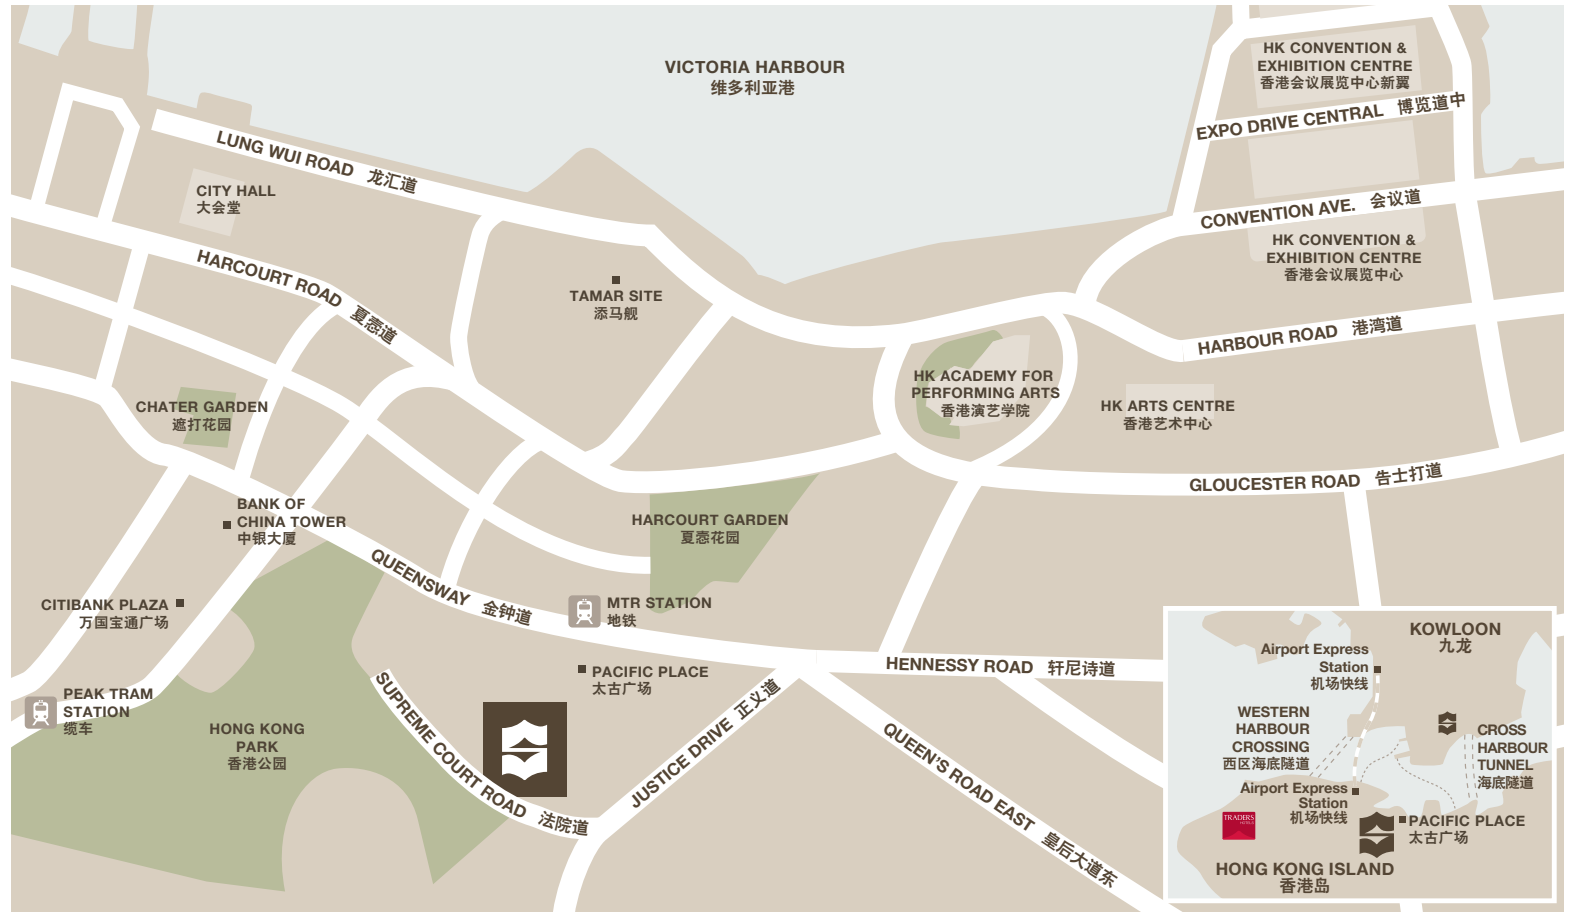 VICTORIA HARBOUR
维多利亚港
HK CONVENTION &
EXHIBITION CENTRE
香港会议展览中心新翼
EXPO DRIVE CENTRAL 博览道中
LUNG WUI ROAD 龙汇道
CITY HALL
大会堂
CONVENTION AVE. 会议道
HK CONVENTION &
EXHIBITION CENTRE
香港会议展览中心
HARCOURT ROAD 夏悫道
TAMAR SITE
添马舰
HARBOUR ROAD 港湾道
HK ACADEMY FOR
PERFORMING ARTS
香港演艺学院
HK ARTS CENTRE
香港艺术中心
CHATER GARDEN
遮打花园
GLOUCESTER ROAD 告士打道
BANK OF
CHINA TOWER
中银大厦
HARCOURT GARDEN
夏悫花园
QUEENSWAY 金钟道
CITIBANK PLAZA
万国宝通广场
MTR STATION
地铁
PACIFIC PLACE
太古广场
HENNESSY ROAD 轩尼诗道
PEAK TRAM
STATION
缆车
HONG KONG
PARK
香港公园
SUPREME COURT ROAD 法院道
JUSTICE DRIVE 正义道
QUEEN'S ROAD EAST 皇后大道东
KOWLOON
九龙
Airport Express
Station
机场快线
WESTERN
HARBOUR
CROSSING
西区海底隧道
CROSS
HARBOUR
TUNNEL
海底隧道
Airport Express
Station
机场快线
TRADERS
PACIFIC PLACE
太古广场
HONG KONG ISLAND
香港岛